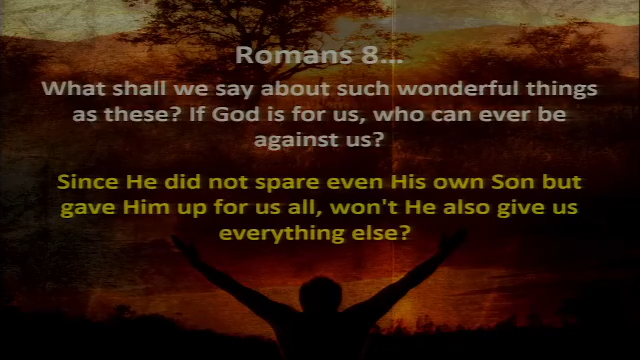 Romans 8...
What shall we say about such wonderful things
as these? If God is for us, who can ever be
against us?
Since He did not spare even His own Son but
gave Him up for us all, won't He also give us
everything else?